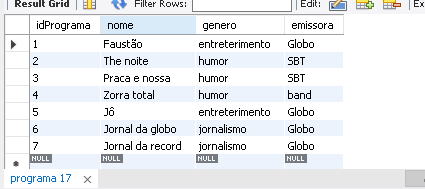 Result Grid Filter Rows: Edit:
idPrograma nome genero emissora
1 Faustão entreterimento Globo
2 The noite humor SBT
3 Praca e nossa humor SBT
4 Zorra total humor band
5 Jô entreterimento Globo
6 Jornal da globo jornalismo Globo
7 Jornal da record jornalismo Globo
NULL NULL NULL NULL
programa 17 ×